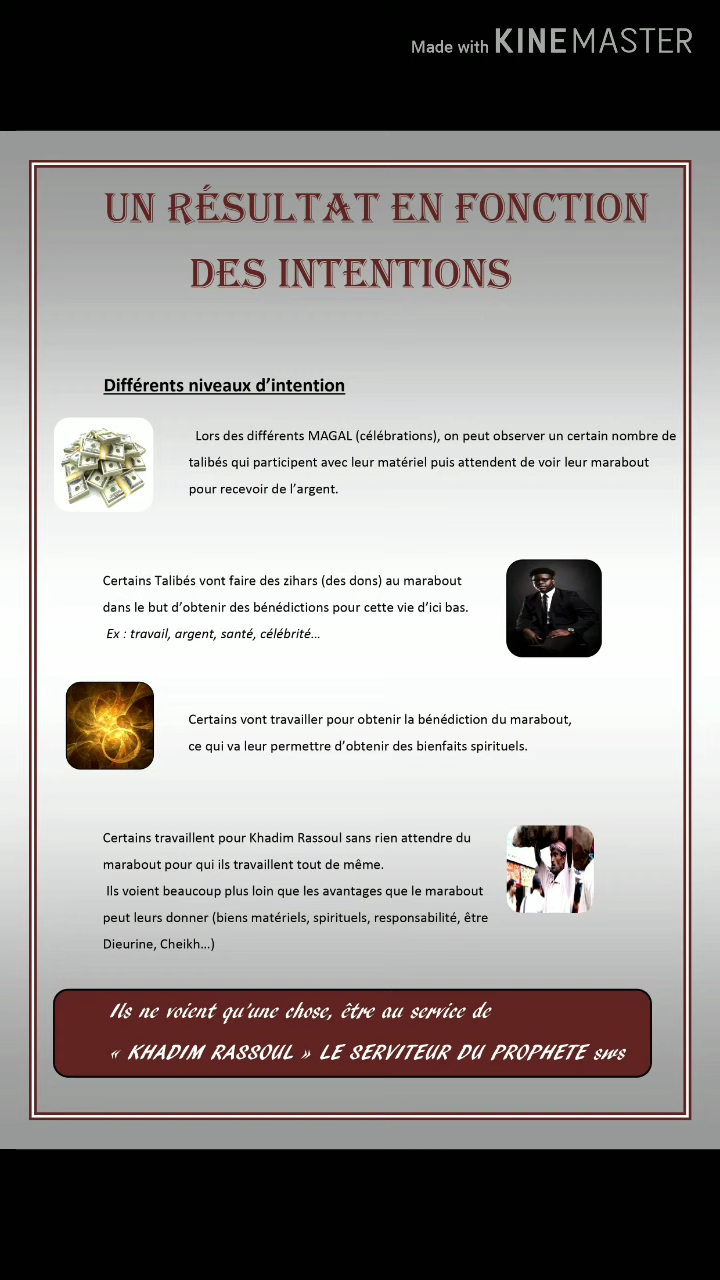 Made with KINEMASTER
UN RÉSULTAT EN FONCTION
DES INTENTIONS
Différents niveaux d’intention
Lors des différents MAGAL (célébrations), on peut observer un certain nombre de
talibés qui participent avec leur matériel puis attendent de voir leur marabout
pour recevoir de l’argent.
Certains Talibés vont faire des zihars (des dons) au marabout
dans le but d’obtenir des bénédictions pour cette vie d’ici bas.
Ex : travail, argent, santé, célébrité…
Certains vont travailler pour obtenir la bénédiction du marabout,
ce qui va leur permettre d’obtenir des bienfaits spirituels.
Certains travaillent pour Khadim Rassoul sans rien attendre du
marabout pour qui ils travaillent tout de même.
Ils voient beaucoup plus loin que les avantages que le marabout
peut leurs donner (biens matériels, spirituels, responsabilité, être
Dieurine, Cheikh…)
Ils ne voient qu’une chose, être au service de
« KHADIM RASSOUL » LE SERVITEUR DU PROPHETE sws